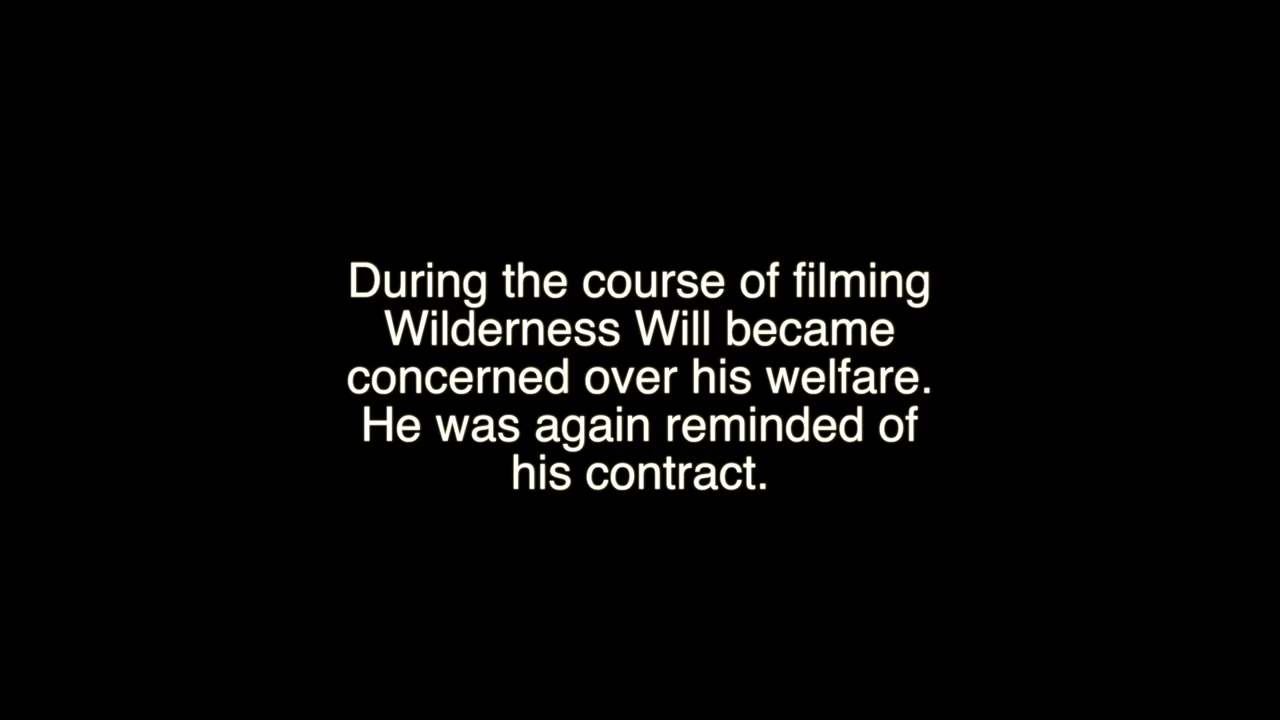 During the course of filming
Wilderness Will became
concerned over his welfare.
He was again reminded of
his contract.